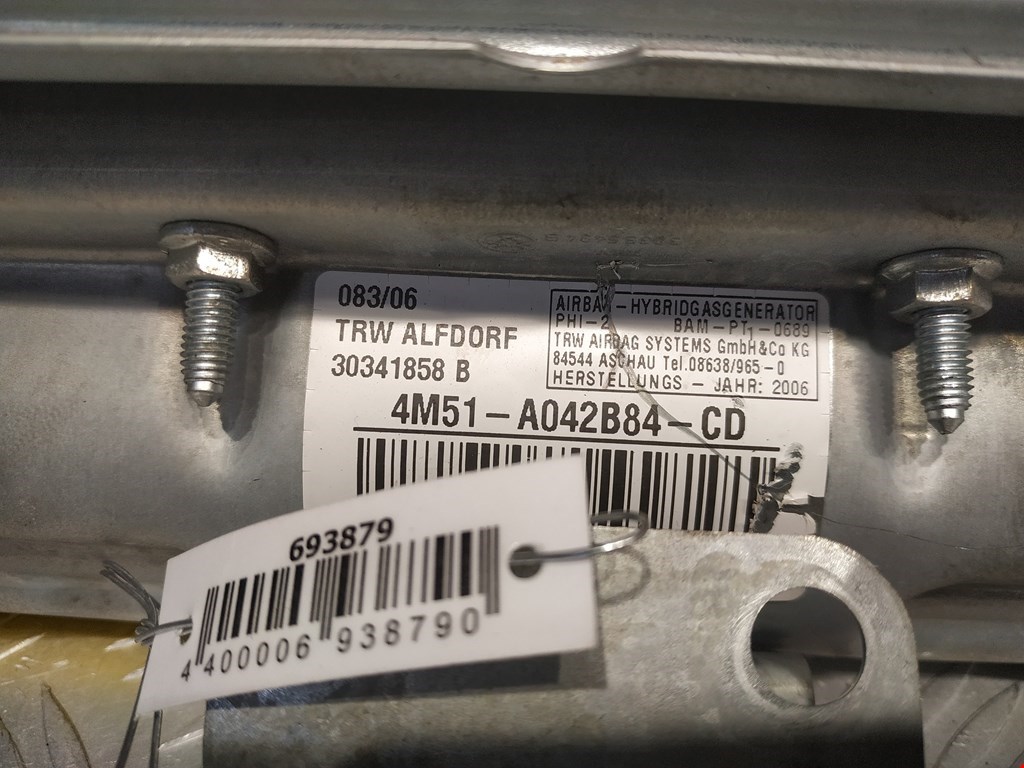 083/06
TRW ALFDORF
30341858 B
AIRBAG-HYBRIDGASGENERATOR
PHI-2 BAM-PT1-0689
TRW AIRBAG SYSTEMS GmbH&Co KG
84544 ASCHAU Tel.08638/965-0
HERSTELLUNGS - JAHR: 2006
4M51-A042B84-CD
693879
4 400006 938790